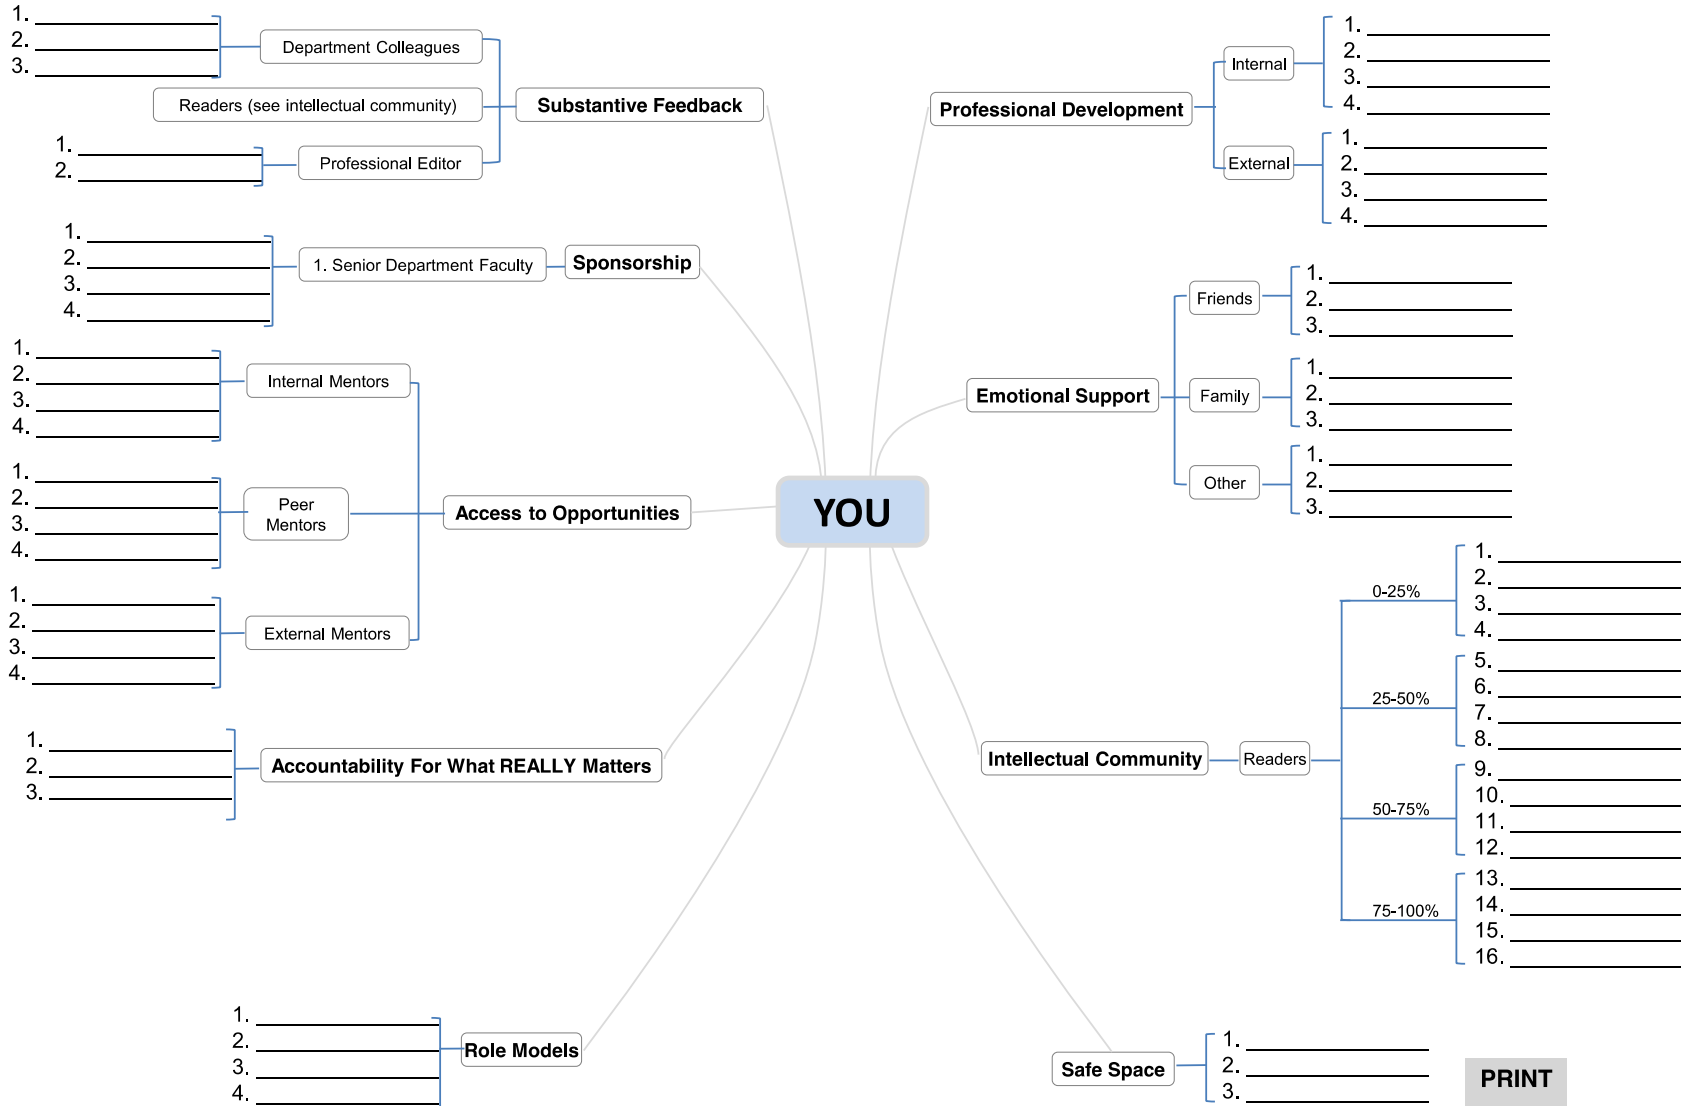 1.
2.
3.
Department Colleagues
Readers (see intellectual community)
Substantive Feedback
1.
2.
Professional Editor
1.
2.
3.
4.
1. Senior Department Faculty
Sponsorship
1.
2.
3.
4.
Internal Mentors
1.
2.
3.
4.
Peer
Mentors
Access to Opportunities
1.
2.
3.
4.
External Mentors
1.
2.
3.
Accountability For What REALLY Matters
1.
2.
3.
4.
Role Models
YOU
Professional Development
Internal
1.
2.
3.
4.
External
1.
2.
3.
4.
Emotional Support
Friends
1.
2.
3.
Family
1.
2.
3.
Other
1.
2.
3.
Intellectual Community
Readers
0-25%
1.
2.
3.
4.
25-50%
5.
6.
7.
8.
50-75%
9.
10.
11.
12.
75-100%
13.
14.
15.
16.
Safe Space
1.
2.
3.
PRINT